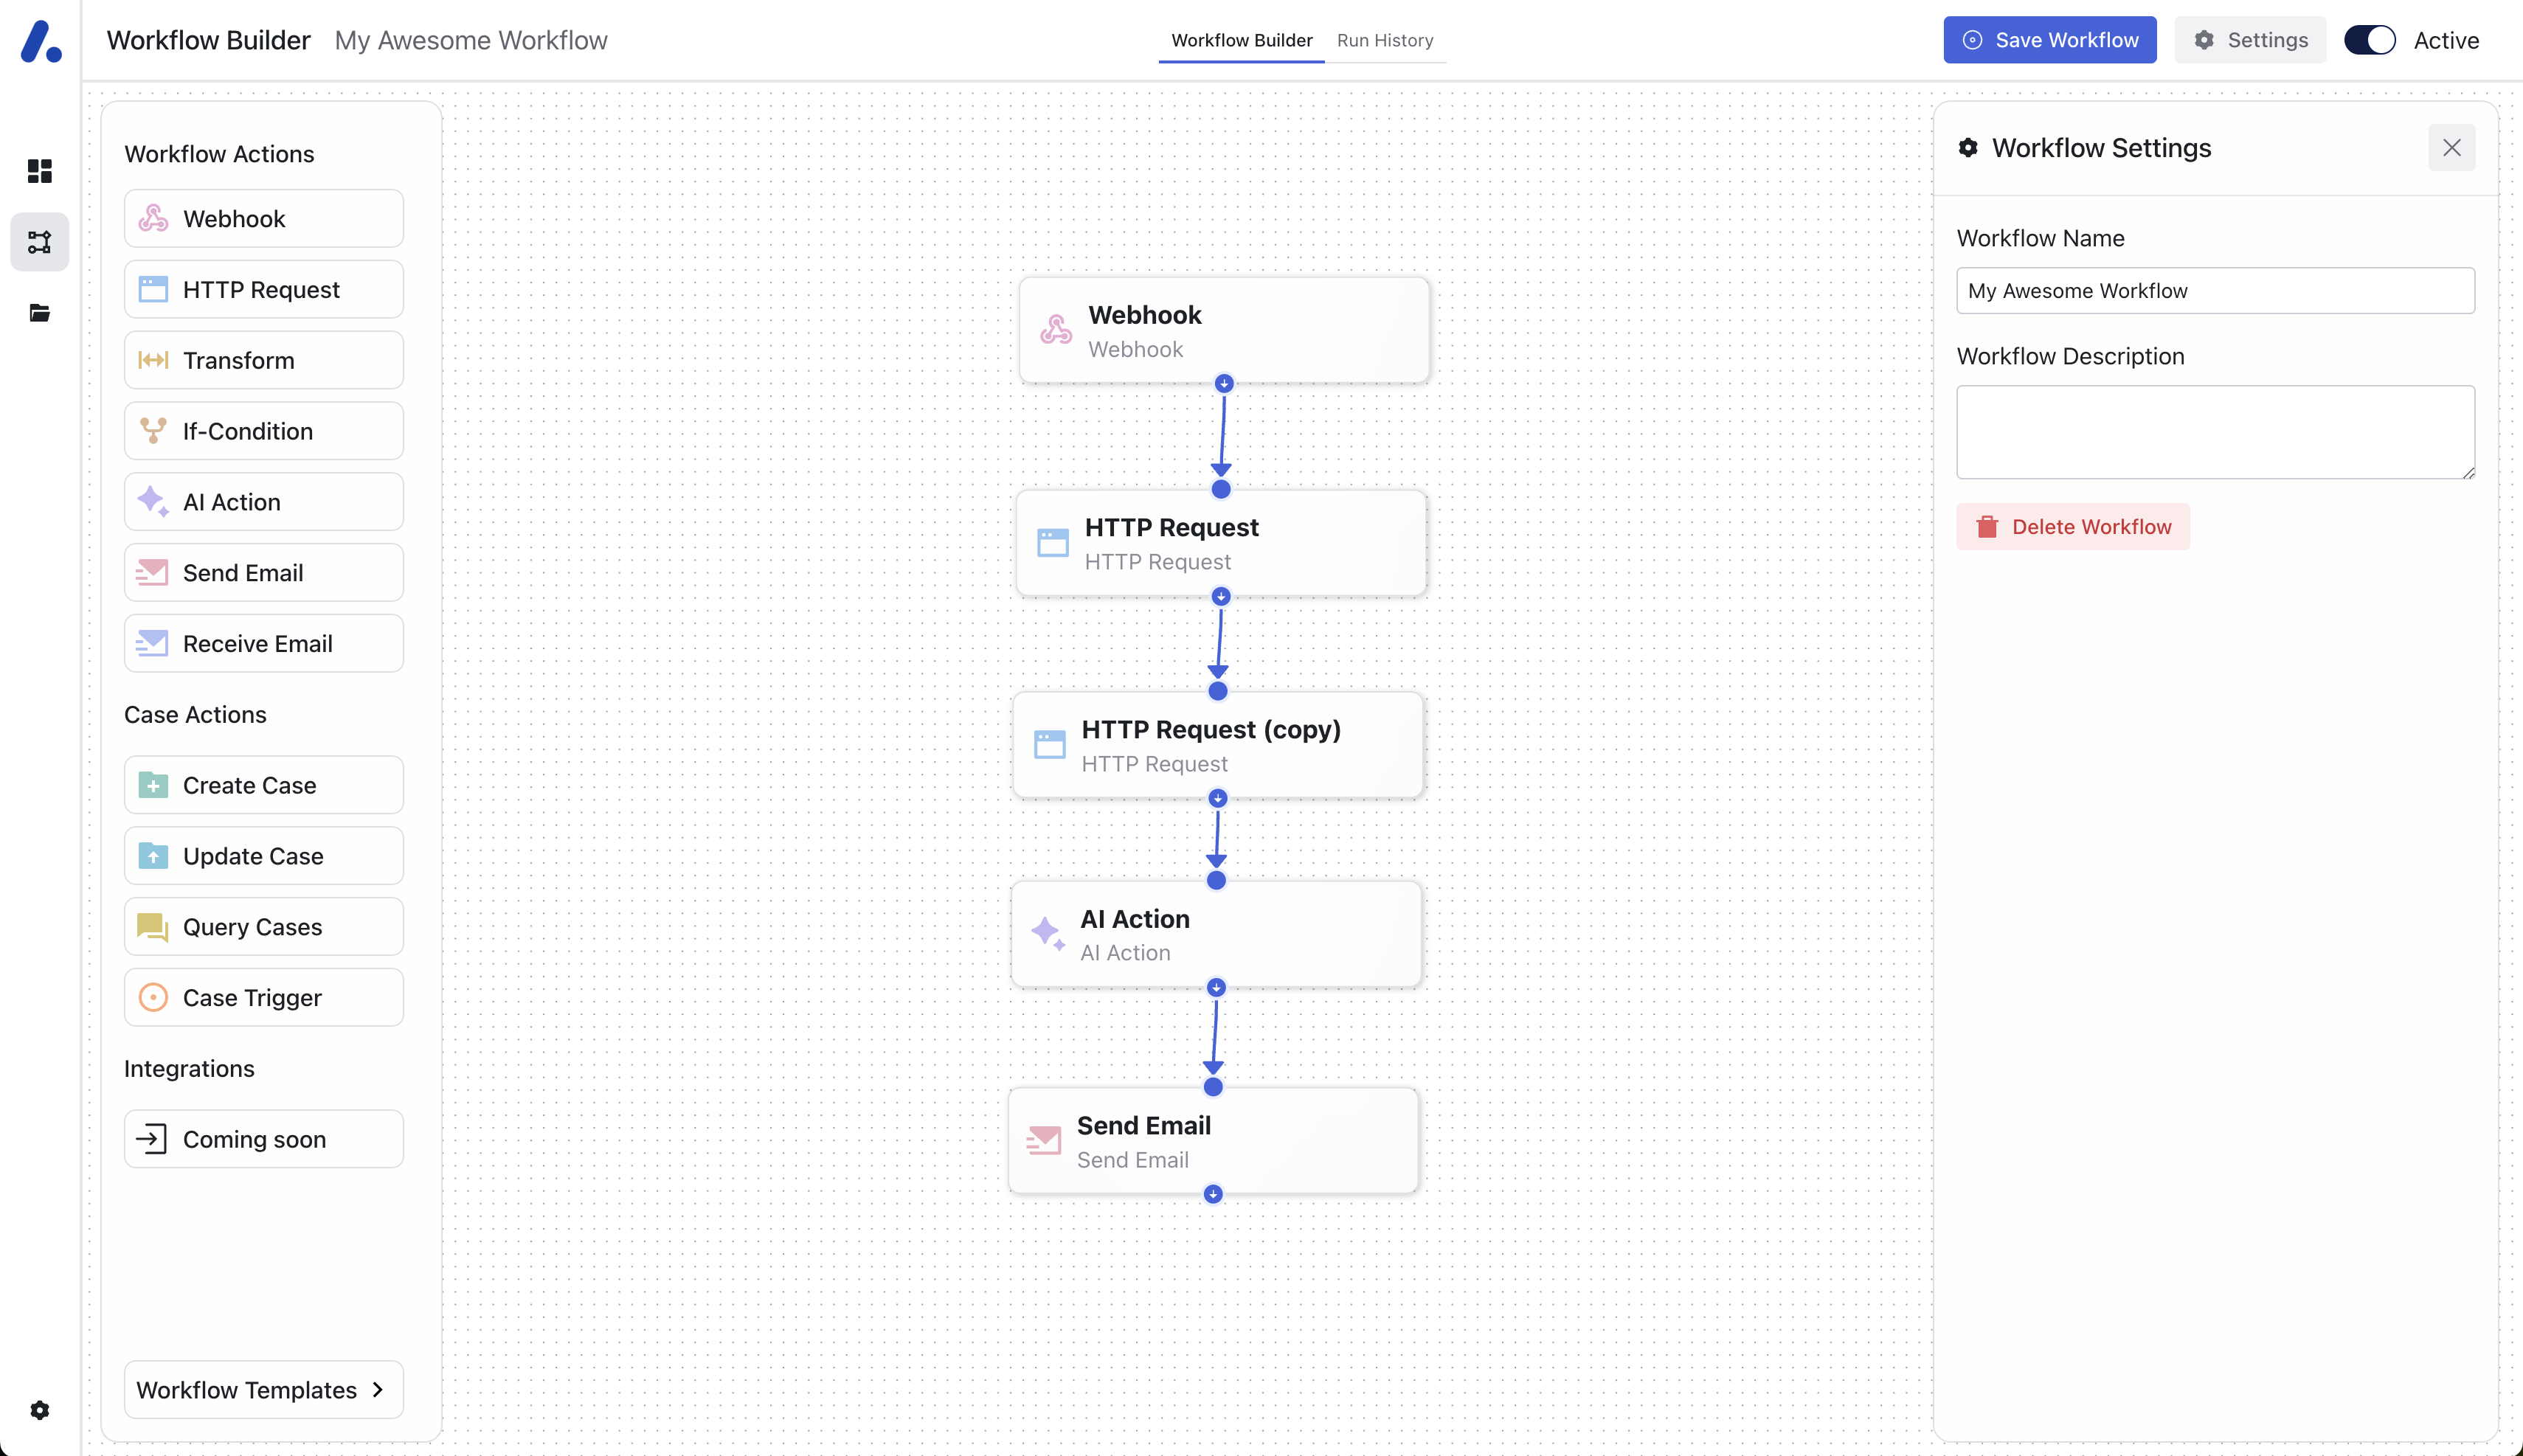 Workflow Builder My Awesome Workflow
Workflow Builder Run History
Save Workflow Settings Active
Workflow Actions
Webhook
HTTP Request
Transform
If-Condition
AI Action
Send Email
Receive Email
Case Actions
Create Case
Update Case
Query Cases
Case Trigger
Integrations
Coming soon
Workflow Templates
Webhook
Webhook
HTTP Request
HTTP Request
HTTP Request (copy)
HTTP Request
AI Action
AI Action
Send Email
Send Email
Workflow Settings
Workflow Name
My Awesome Workflow
Workflow Description
Delete Workflow